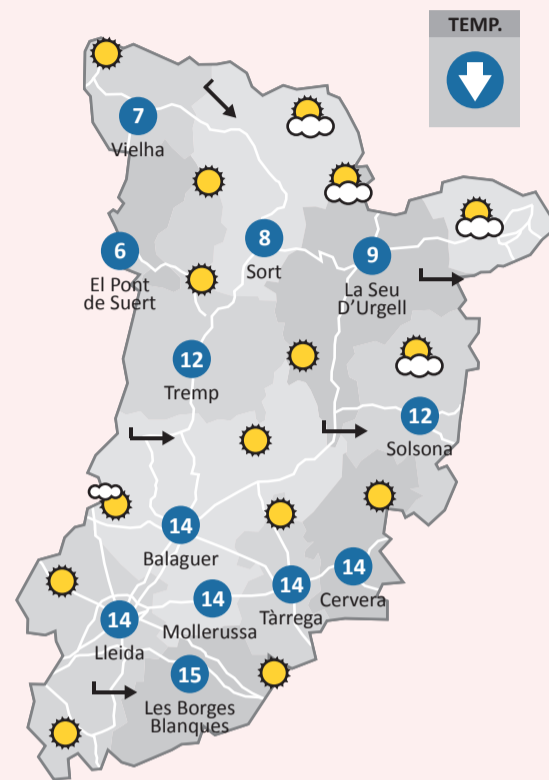 TEMP.
7
Vielha
6
El Pont
de Suert
8
Sort
9
La Seu
D'Urgell
12
Tremp
12
Solsona
14
Balaguer
14
Cervera
14
Tàrrega
14
Mollerussa
14
Lleida
15
Les Borges
Blanques